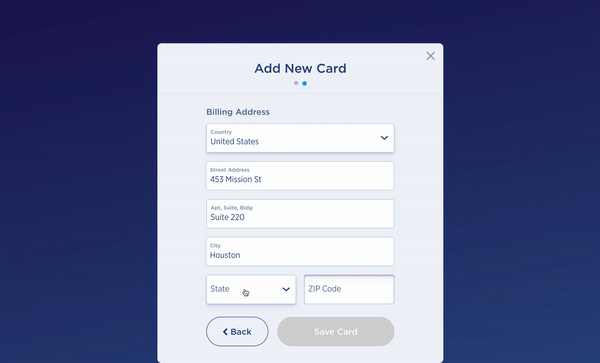 Add New Card
Billing Address
Country
United States
Street Address
453 Mission St
Apt, Suite, Bldg
Suite 220
City
Houston
State
ZIP Code
Back
Save Card